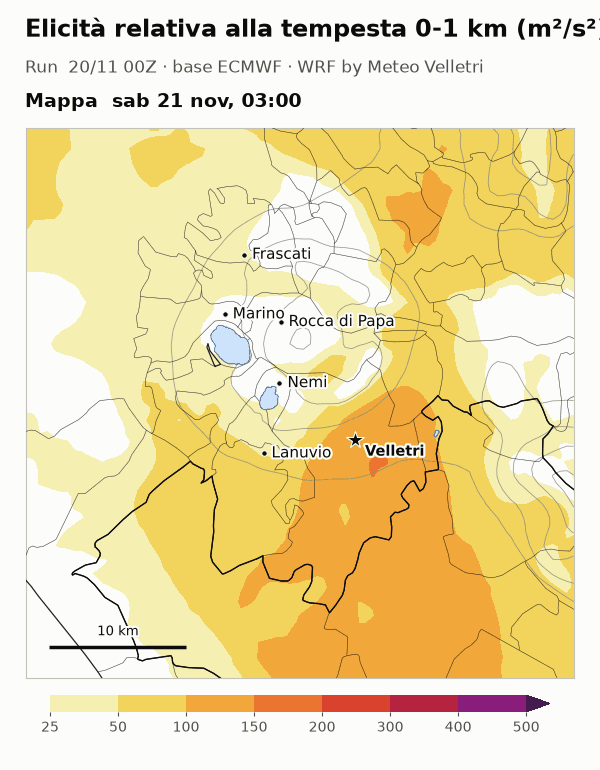 Elicità relativa alla tempesta 0-1 km (m²/s²)
Run 20/11 00Z · base ECMWF · WRF by Meteo Velletri
Mappa sab 21 nov, 03:00
Frascati
Marino
Rocca di Papa
Nemi
Lanuvio
Velletri
10 km
25 50 100 150 200 300 400 500